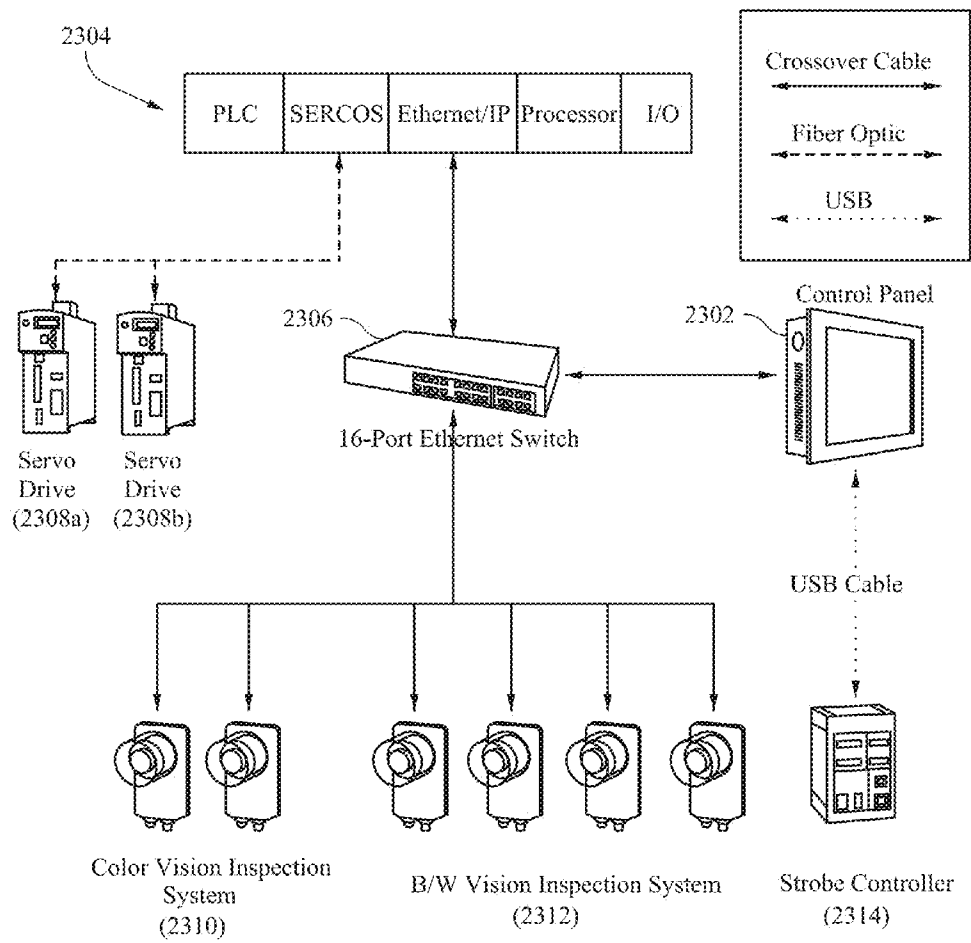 2304
PLC
SERCOS
Ethernet/IP
Processor
I/O
Crossover Cable
Fiber Optic
USB
Control Panel
2306
2302
16-Port Ethernet Switch
Servo
Drive
(2308a)
Servo
Drive
(2308b)
USB Cable
Color Vision Inspection
System
(2310)
B/W Vision Inspection System
(2312)
Strobe Controller
(2314)